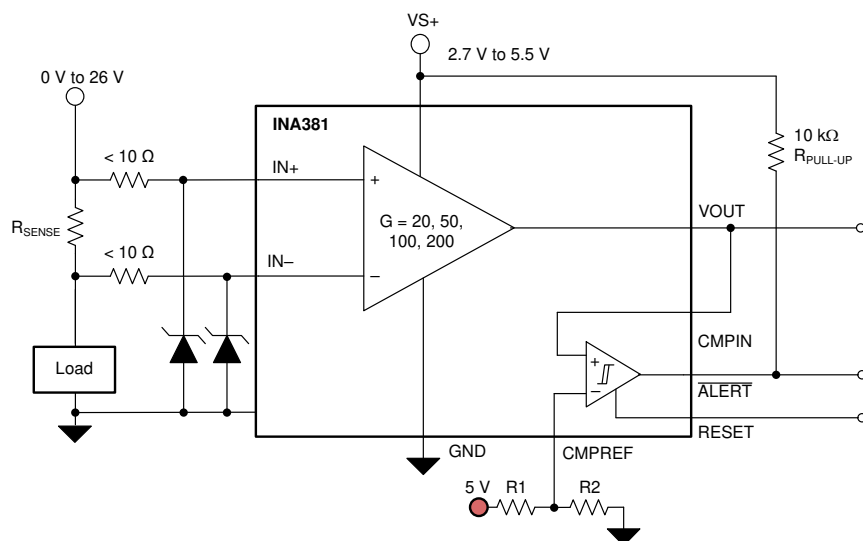 VS+
2.7 V to 5.5 V
0 V to 26 V
INA381
< 10 Ω
IN+
+
10 kΩ
RPULL-UP
G = 20, 50,
100, 200
VOUT
RSENSE
< 10 Ω
IN–
–
CMPIN
+
–
Load
ALERT
RESET
GND
CMPREF
5 V
R1
R2